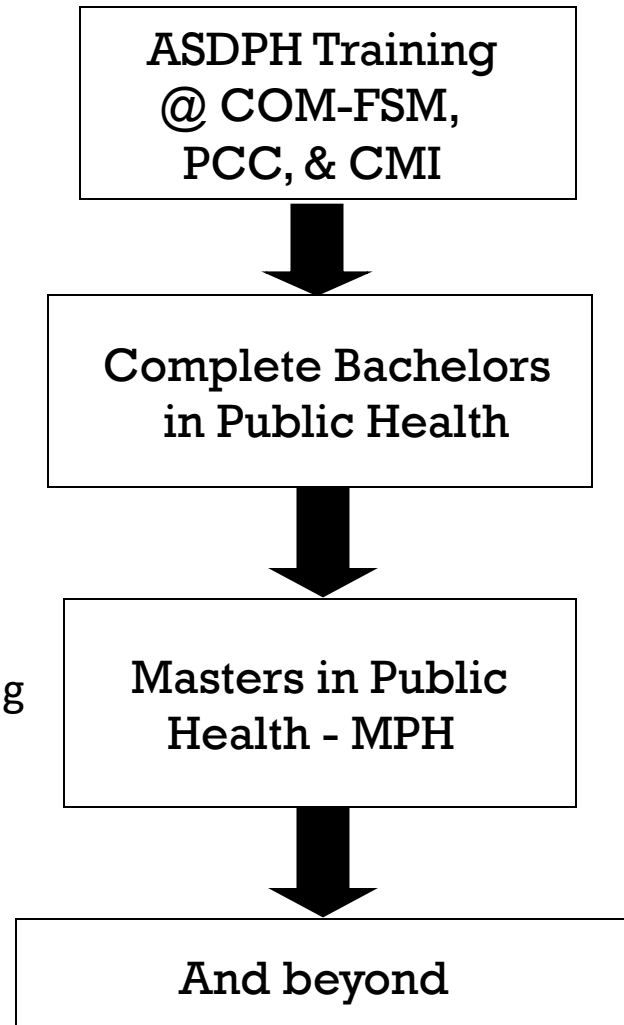 ASDPH Training
@ COM-FSM,
PCC, & CMI
Complete Bachelors
in Public Health
g
Masters in Public
Health - MPH
And beyond